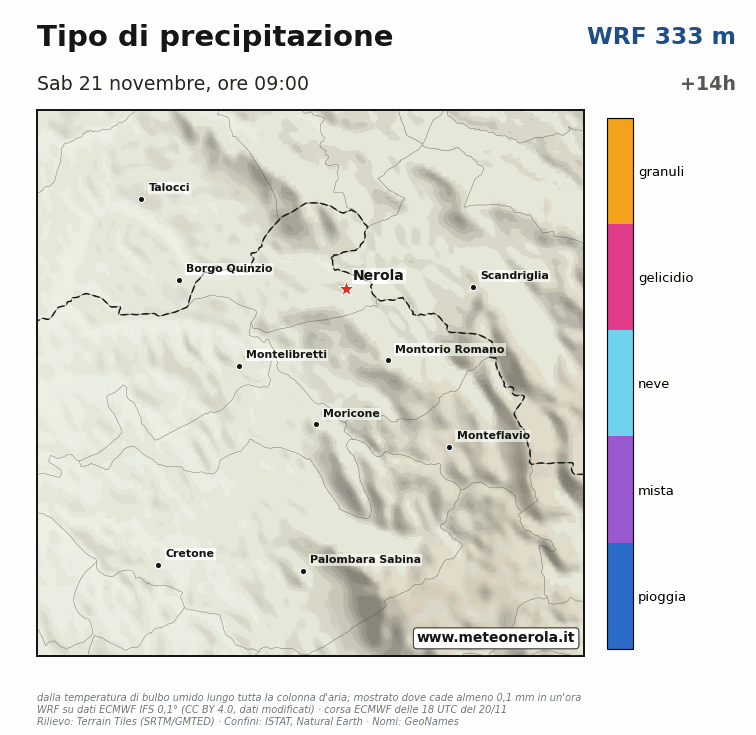 Tipo di precipitazione
WRF 333 m
Sab 21 novembre, ore 09:00
+14h
granuli
gelicidio
neve
mista
pioggia
Talocci
Borgo Quinzio
Nerola
Scandriglia
Montelibretti
Montorio Romano
Moricone
Monteflavio
Cretone
Palombara Sabina
www.meteonerola.it
dalla temperatura di bulbo umido lungo tutta la colonna d'aria; mostrato dove cade almeno 0,1 mm in un'ora
WRF su dati ECMWF IFS 0,1° (CC BY 4.0, dati modificati) · corsa ECMWF delle 18 UTC del 20/11
Rilievo: Terrain Tiles (SRTM/GMTED) · Confini: ISTAT, Natural Earth · Nomi: GeoNames